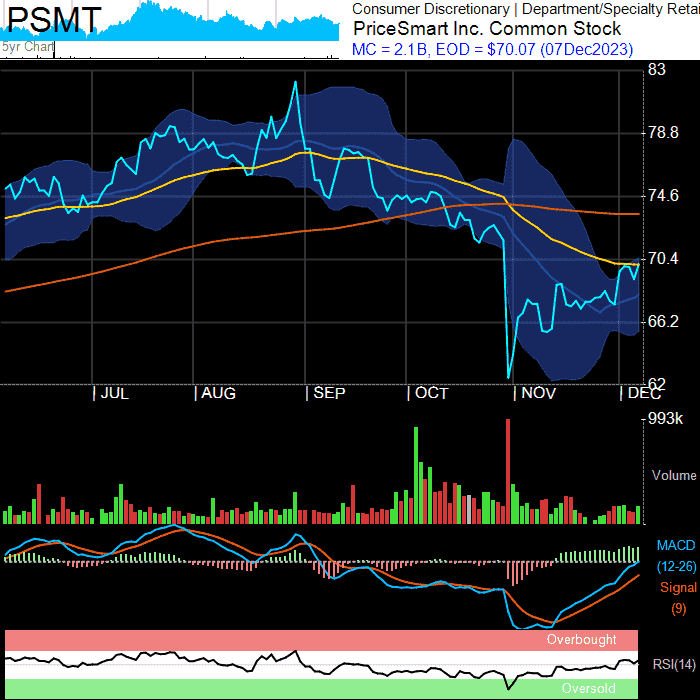 PSMT
5yr Chart
Consumer Discretionary | Department/Specialty Retai
PriceSmart Inc. Common Stock
MC = 2.1B, EOD = $70.07 (07Dec2023)
83
78.8
74.6
70.4
66.2
62
JUL AUG SEP OCT NOV DEC
993k
Volume
MACD
(12-26)
Signal
(9)
Overbought
RSI(14)
Oversold